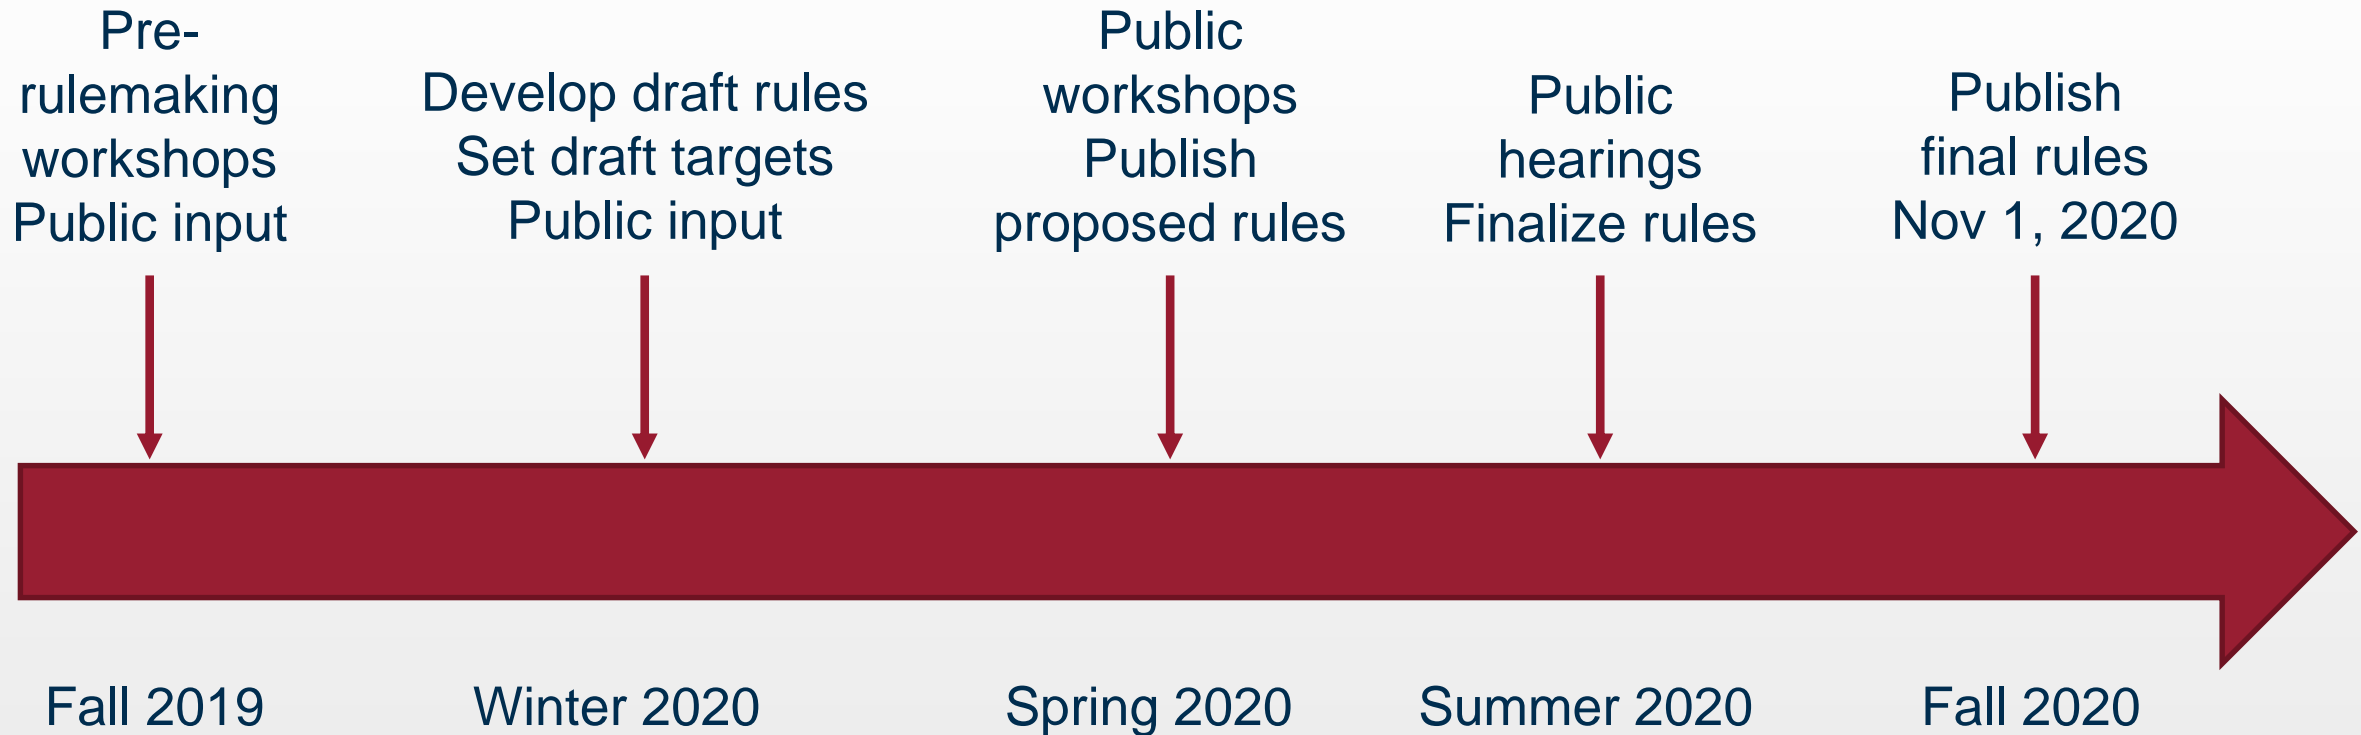 Pre-
rulemaking
workshops
Public input
Develop draft rules
Set draft targets
Public input
Public
workshops
Publish
proposed rules
Public
hearings
Finalize rules
Publish
final rules
Nov 1, 2020
Fall 2019
Winter 2020
Spring 2020
Summer 2020
Fall 2020